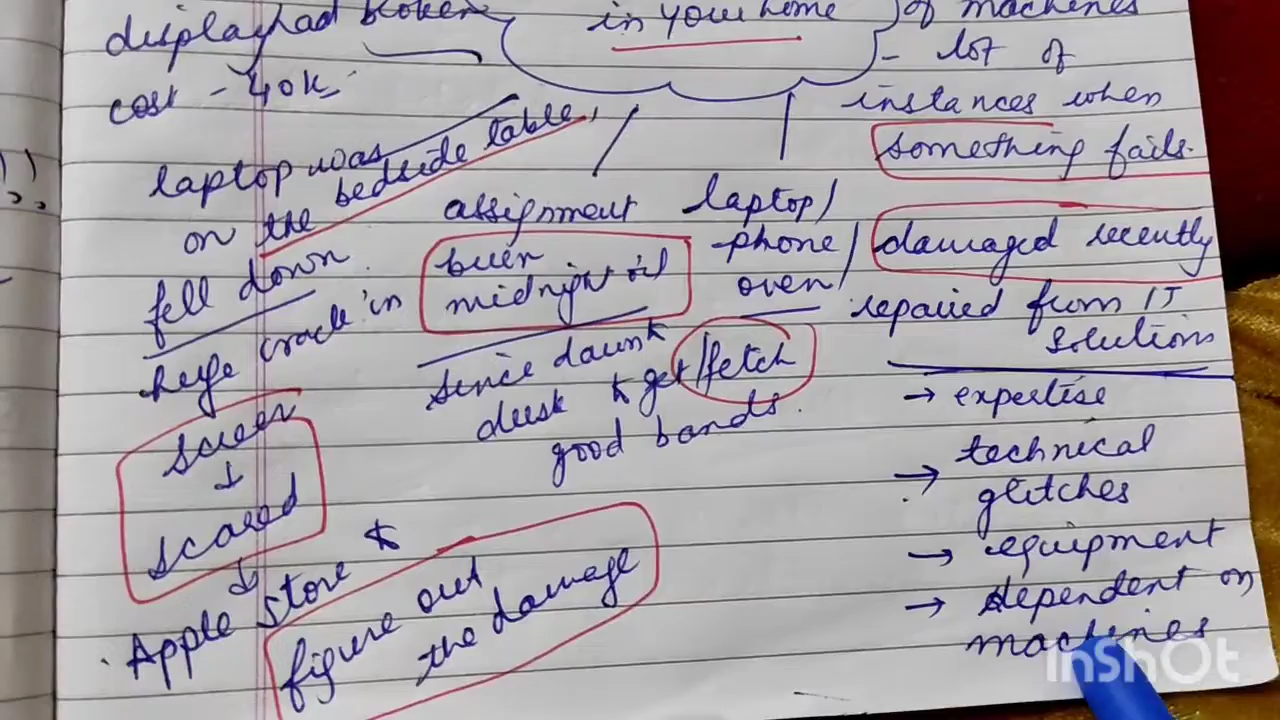 display had broken
cost - 40K
laptop was
on the bedside table,
fell down.
huge crack in
screen
↓
scared
↓
Apple Store &
figure out
the damage
in your home
assignment
burn
midnight oil
since dawn to
dusk & get/fetch
good bands.
laptop/
phone/
oven/
of machines
- lot of
instances when
something fails.
damaged recently
repaired from IT
solutions
→ expertise
→ technical
glitches
→ equipment
→ dependent on
machines
InShOt